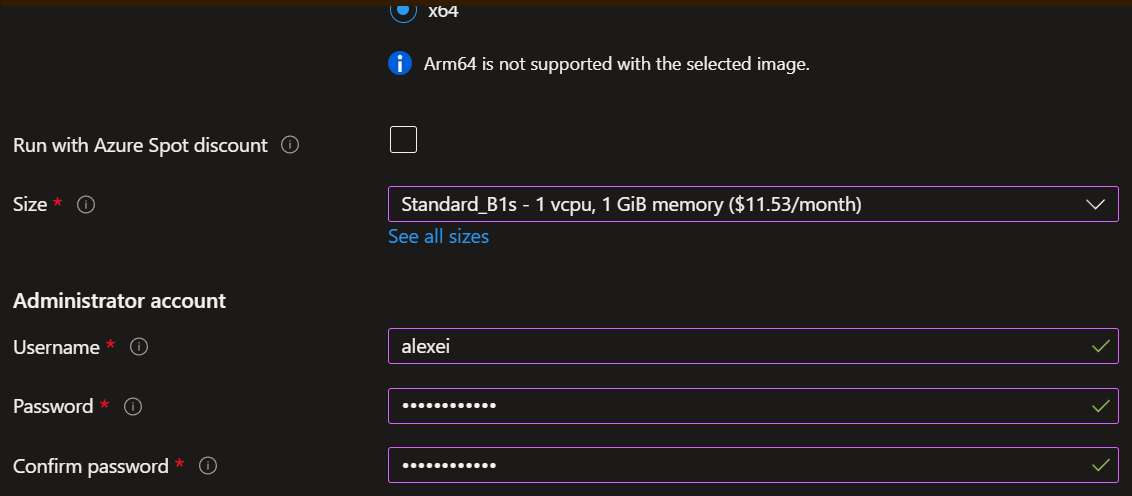 x64
Arm64 is not supported with the selected image.
Run with Azure Spot discount
Size *
Standard_B1s - 1 vcpu, 1 GiB memory ($11.53/month)
See all sizes
Administrator account
Username *
alexei
Password *
••••••••••••
Confirm password *
••••••••••••